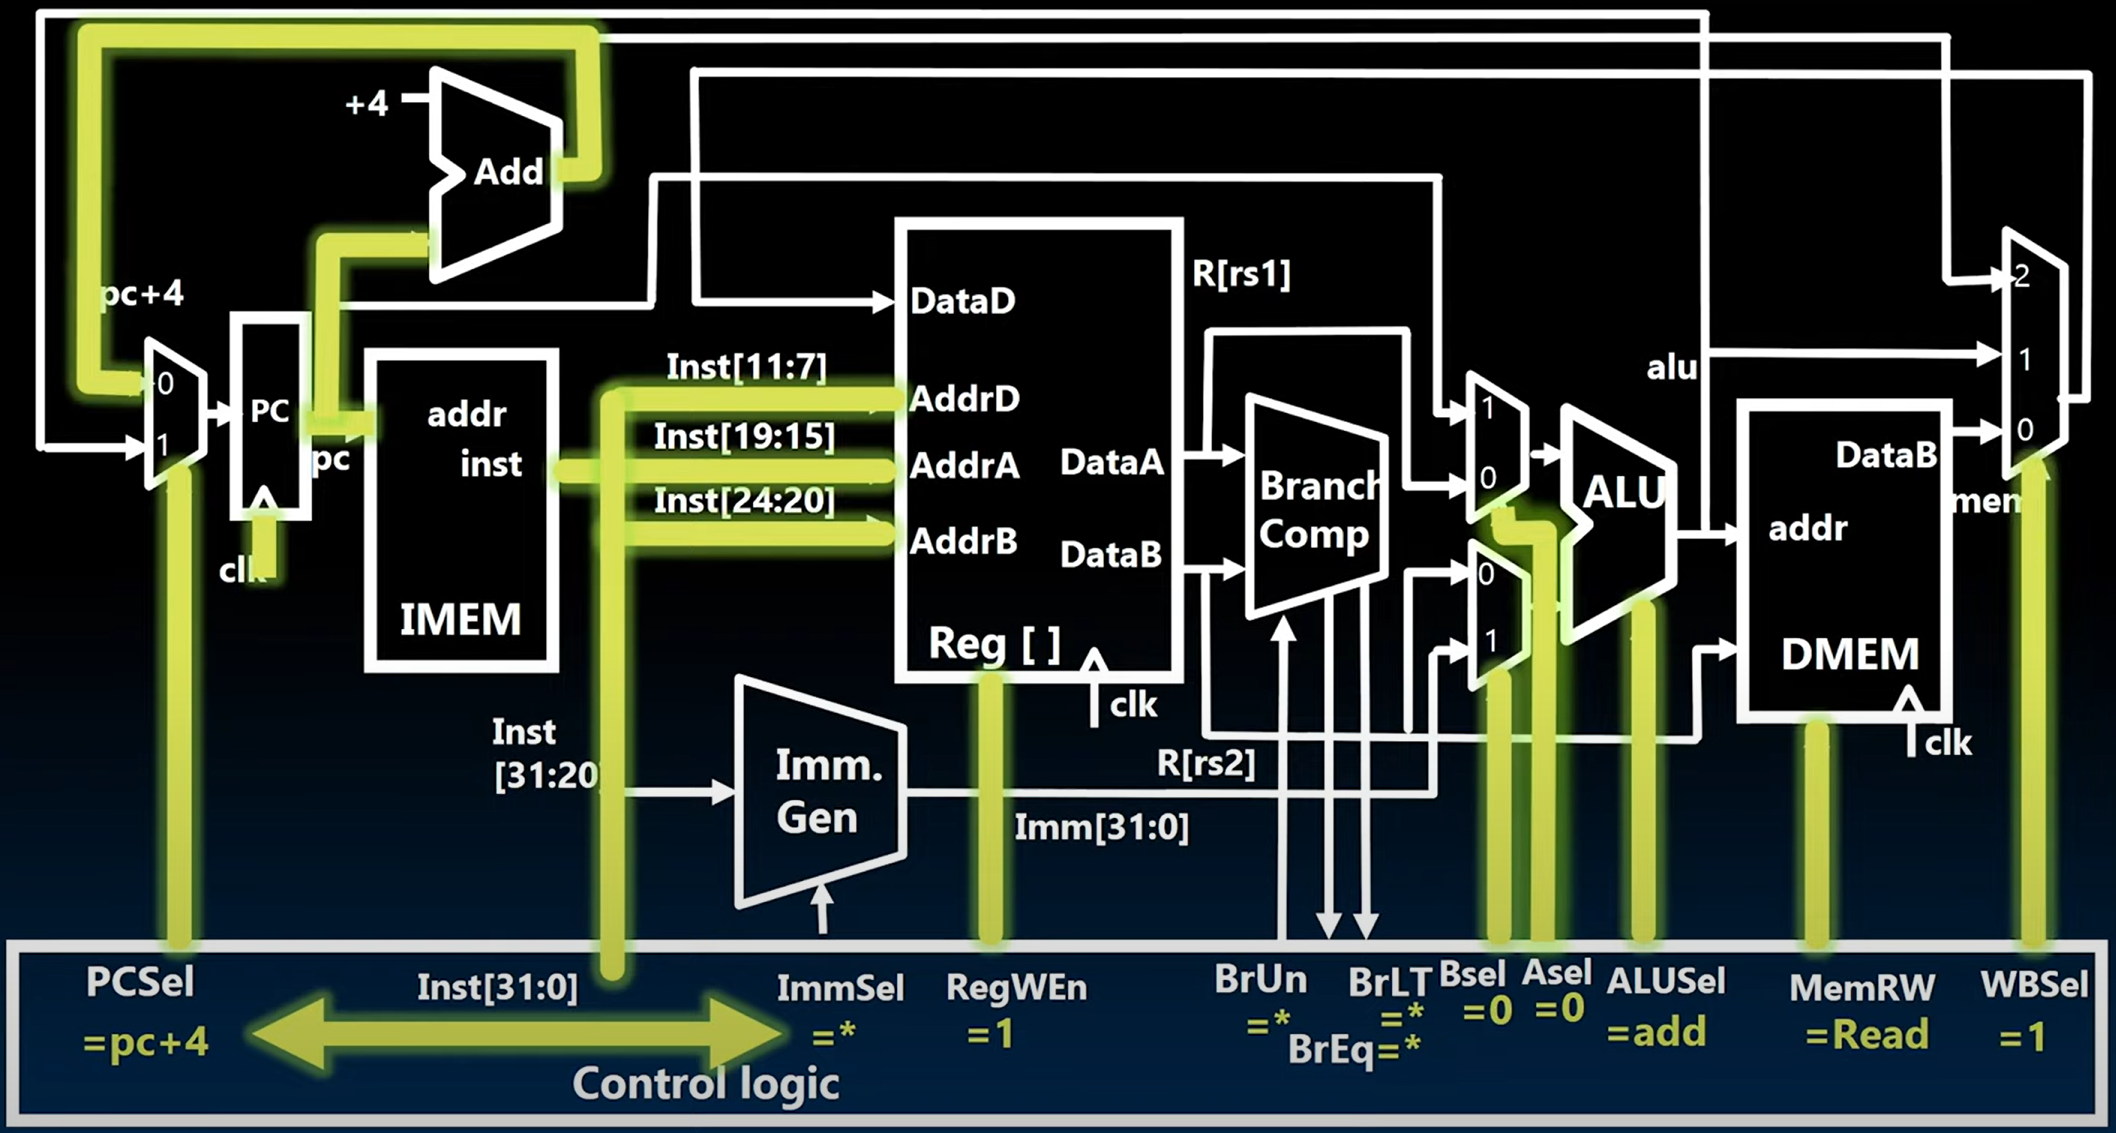 +4
Add
pc+4
0
1
PC
pc
clk
addr
inst
IMEM
Inst[11:7]
Inst[19:15]
Inst[24:20]
Inst
[31:20]
DataD
AddrD
AddrA
AddrB
DataA
DataB
Reg [ ]
clk
Imm.
Gen
Imm[31:0]
R[rs1]
R[rs2]
Branch
Comp
1
0
0
1
ALU
alu
addr
DataB
DMEM
clk
mem
2
1
0
PCSel
=pc+4
Inst[31:0]
ImmSel
=*
RegWEn
=1
BrUn
=*
BrLT
=*
BrEq=*
Bsel
=0
Asel
=0
ALUSel
=add
MemRW
=Read
WBSel
=1
Control logic